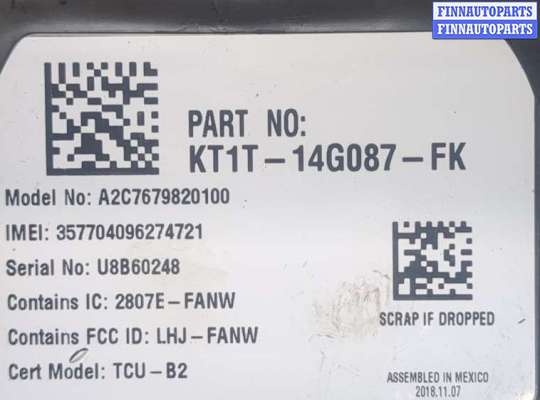 FINNAUTOPARTS
FINNAUTOPARTS
PART NO:
KT1T-14G087-FK
Model No: A2C7679820100
IMEI: 357704096274721
Serial No: U8B60248
Contains IC: 2807E-FANW
SCRAP IF DROPPED
Contains FCC ID: LHJ-FANW
Cert Model: TCU-B2
ASSEMBLED IN MEXICO
2018.11.07